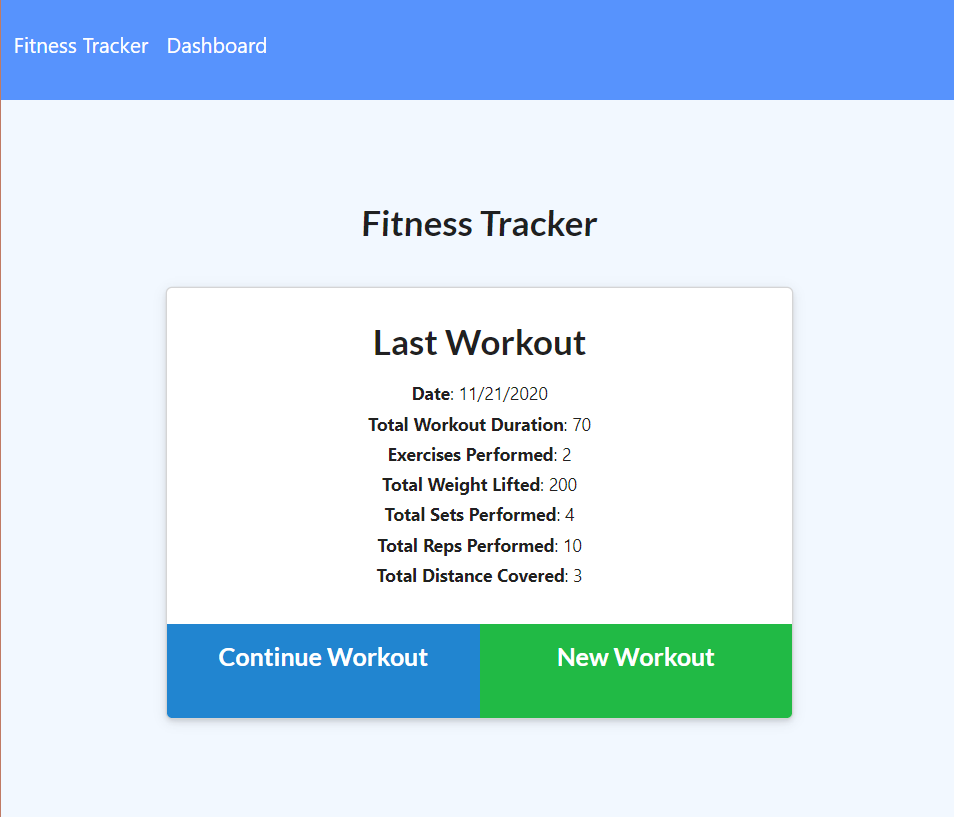 Fitness Tracker Dashboard
Fitness Tracker
Last Workout
Date: 11/21/2020
Total Workout Duration: 70
Exercises Performed: 2
Total Weight Lifted: 200
Total Sets Performed: 4
Total Reps Performed: 10
Total Distance Covered: 3
Continue Workout New Workout